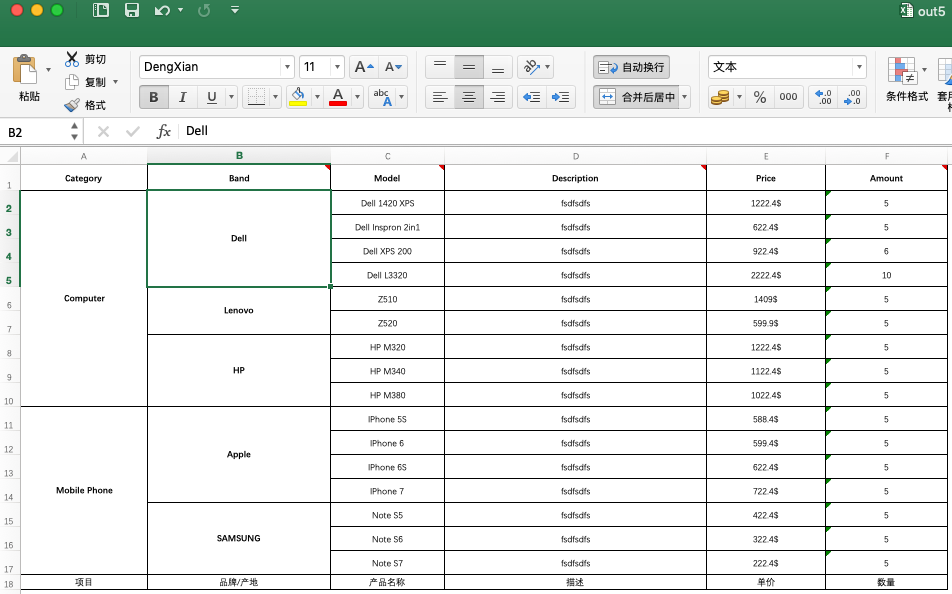 out5
剪切
DengXian 11 A A 自动换行 文本
复制
粘贴 格式 B I U A abc A 合并后居中 % 000 .0 .00 .00 .0 条件格式
B2 fx Dell
A B C D E F
1 Category Band Model Description Price Amount
2 Dell 1420 XPS fsdfsdfs 1222.4$ 5
3 Dell Dell Inspron 2in1 fsdfsdfs 622.4$ 5
4 Dell XPS 200 fsdfsdfs 922.4$ 6
5 Dell L3320 fsdfsdfs 2222.4$ 10
6 Computer Z510 fsdfsdfs 1409$ 5
7 Lenovo Z520 fsdfsdfs 599.9$ 5
8 HP M320 fsdfsdfs 1222.4$ 5
9 HP HP M340 fsdfsdfs 1122.4$ 5
10 HP M380 fsdfsdfs 1022.4$ 5
11 IPhone 5S fsdfsdfs 588.4$ 5
12 IPhone 6 fsdfsdfs 599.4$ 5
13 Apple IPhone 6S fsdfsdfs 622.4$ 5
14 Mobile Phone IPhone 7 fsdfsdfs 722.4$ 5
15 Note S5 fsdfsdfs 422.4$ 5
16 SAMSUNG Note S6 fsdfsdfs 322.4$ 5
17 Note S7 fsdfsdfs 222.4$ 5
18 项目 品牌/产地 产品名称 描述 单价 数量